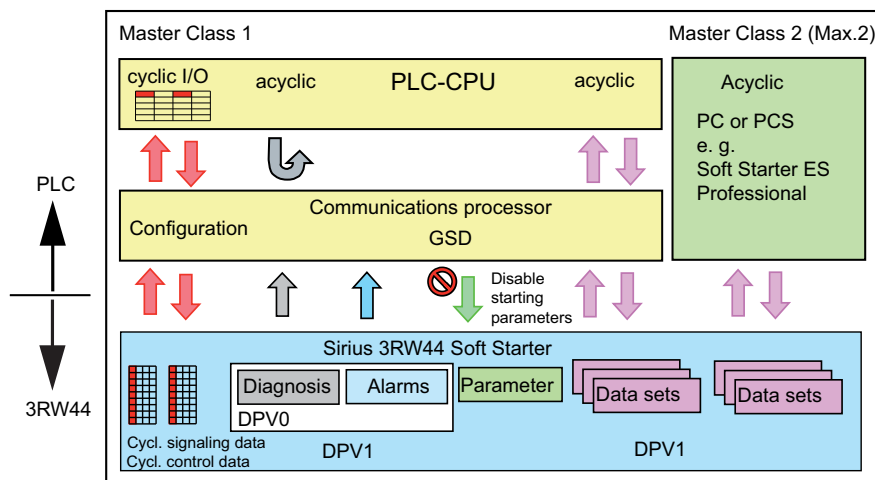 Master Class 1
Master Class 2 (Max.2)
cyclic I/O
acyclic
PLC-CPU
acyclic
Acyclic
PC or PCS
e. g.
Soft Starter ES
Professional
PLC
Configuration
Communications processor
GSD
Disable
starting
parameters
3RW44
Sirius 3RW44 Soft Starter
Diagnosis
Alarms
Parameter
Data sets
Data sets
DPV0
Cycl. signaling data
Cycl. control data
DPV1
DPV1